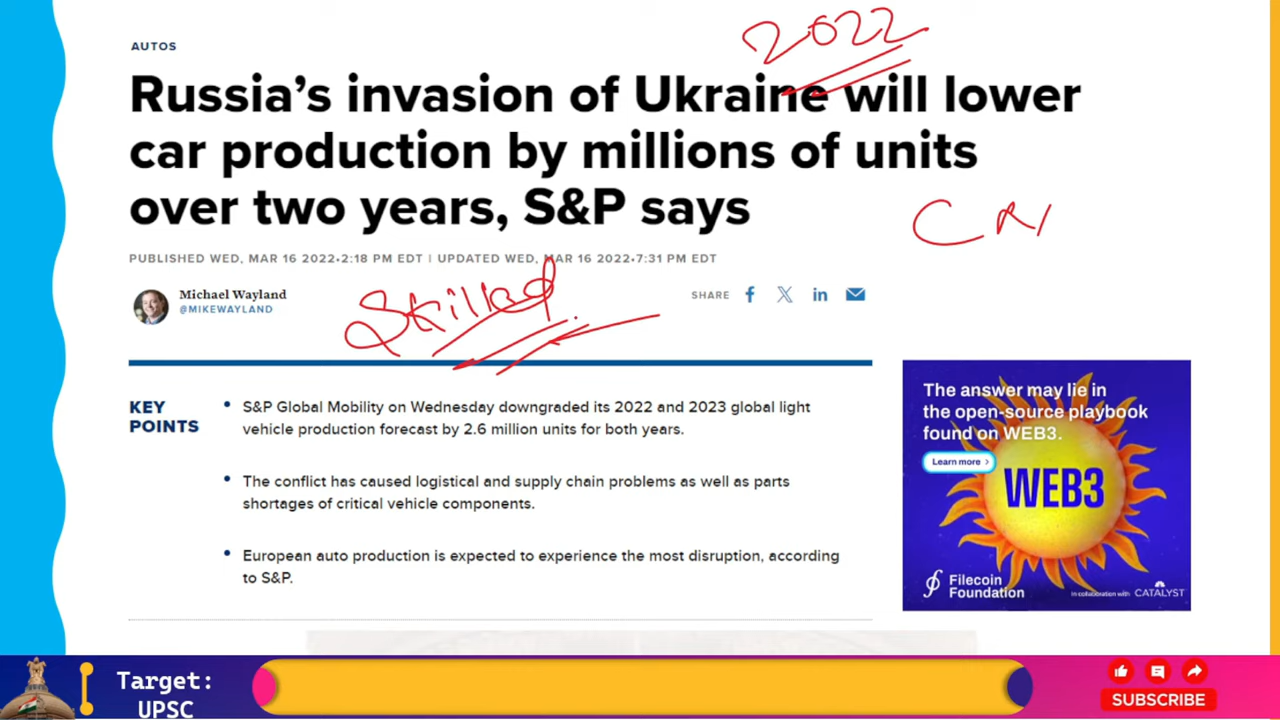 2022
AUTOS
Russia's invasion of Ukraine will lower
car production by millions of units
over two years, S&P says
PUBLISHED WED, MAR 16 2022•2:18 PM EDT | UPDATED WED, MAR 16 2022•7:31 PM EDT
Michael Wayland
@MIKEWAYLAND
Skilled
SHARE
KEY
POINTS
• S&P Global Mobility on Wednesday downgraded its 2022 and 2023 global light
vehicle production forecast by 2.6 million units for both years.
• The conflict has caused logistical and supply chain problems as well as parts
shortages of critical vehicle components.
• European auto production is expected to experience the most disruption, according
to S&P.
The answer may lie in
the open-source playbook
found on WEB3.
Learn more
WEB3
Filecoin
Foundation
In collaboration with CATALYST
Target:
UPSC
SUBSCRIBE